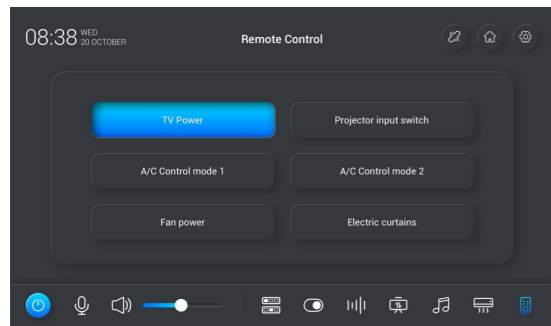 08:38 WED
20 OCTOBER
Remote Control
TV Power
Projector input switch
A/C Control mode 1
A/C Control mode 2
Fan power
Electric curtains